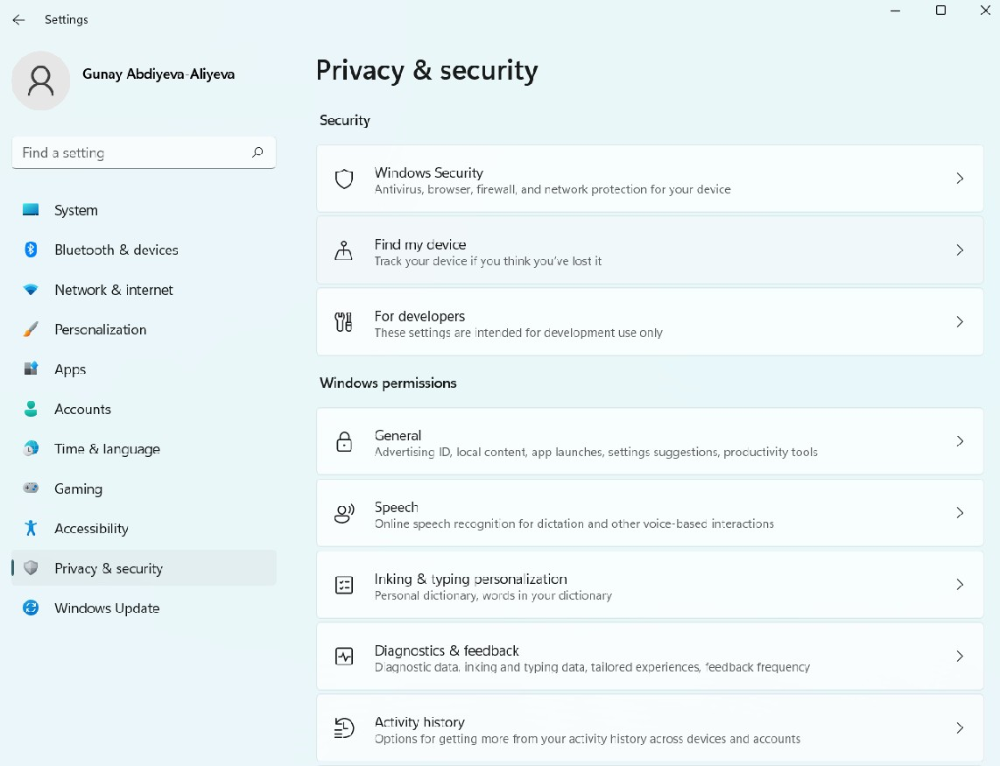 Settings
Gunay Abdiyeva-Aliyeva
Find a setting
System
Bluetooth & devices
Network & internet
Personalization
Apps
Accounts
Time & language
Gaming
Accessibility
Privacy & security
Windows Update
Privacy & security
Security
Windows Security
Antivirus, browser, firewall, and network protection for your device
Find my device
Track your device if you think you've lost it
For developers
These settings are intended for development use only
Windows permissions
General
Advertising ID, local content, app launches, settings suggestions, productivity tools
Speech
Online speech recognition for dictation and other voice-based interactions
Inking & typing personalization
Personal dictionary, words in your dictionary
Diagnostics & feedback
Diagnostic data, inking and typing data, tailored experiences, feedback frequency
Activity history
Options for getting more from your activity history across devices and accounts